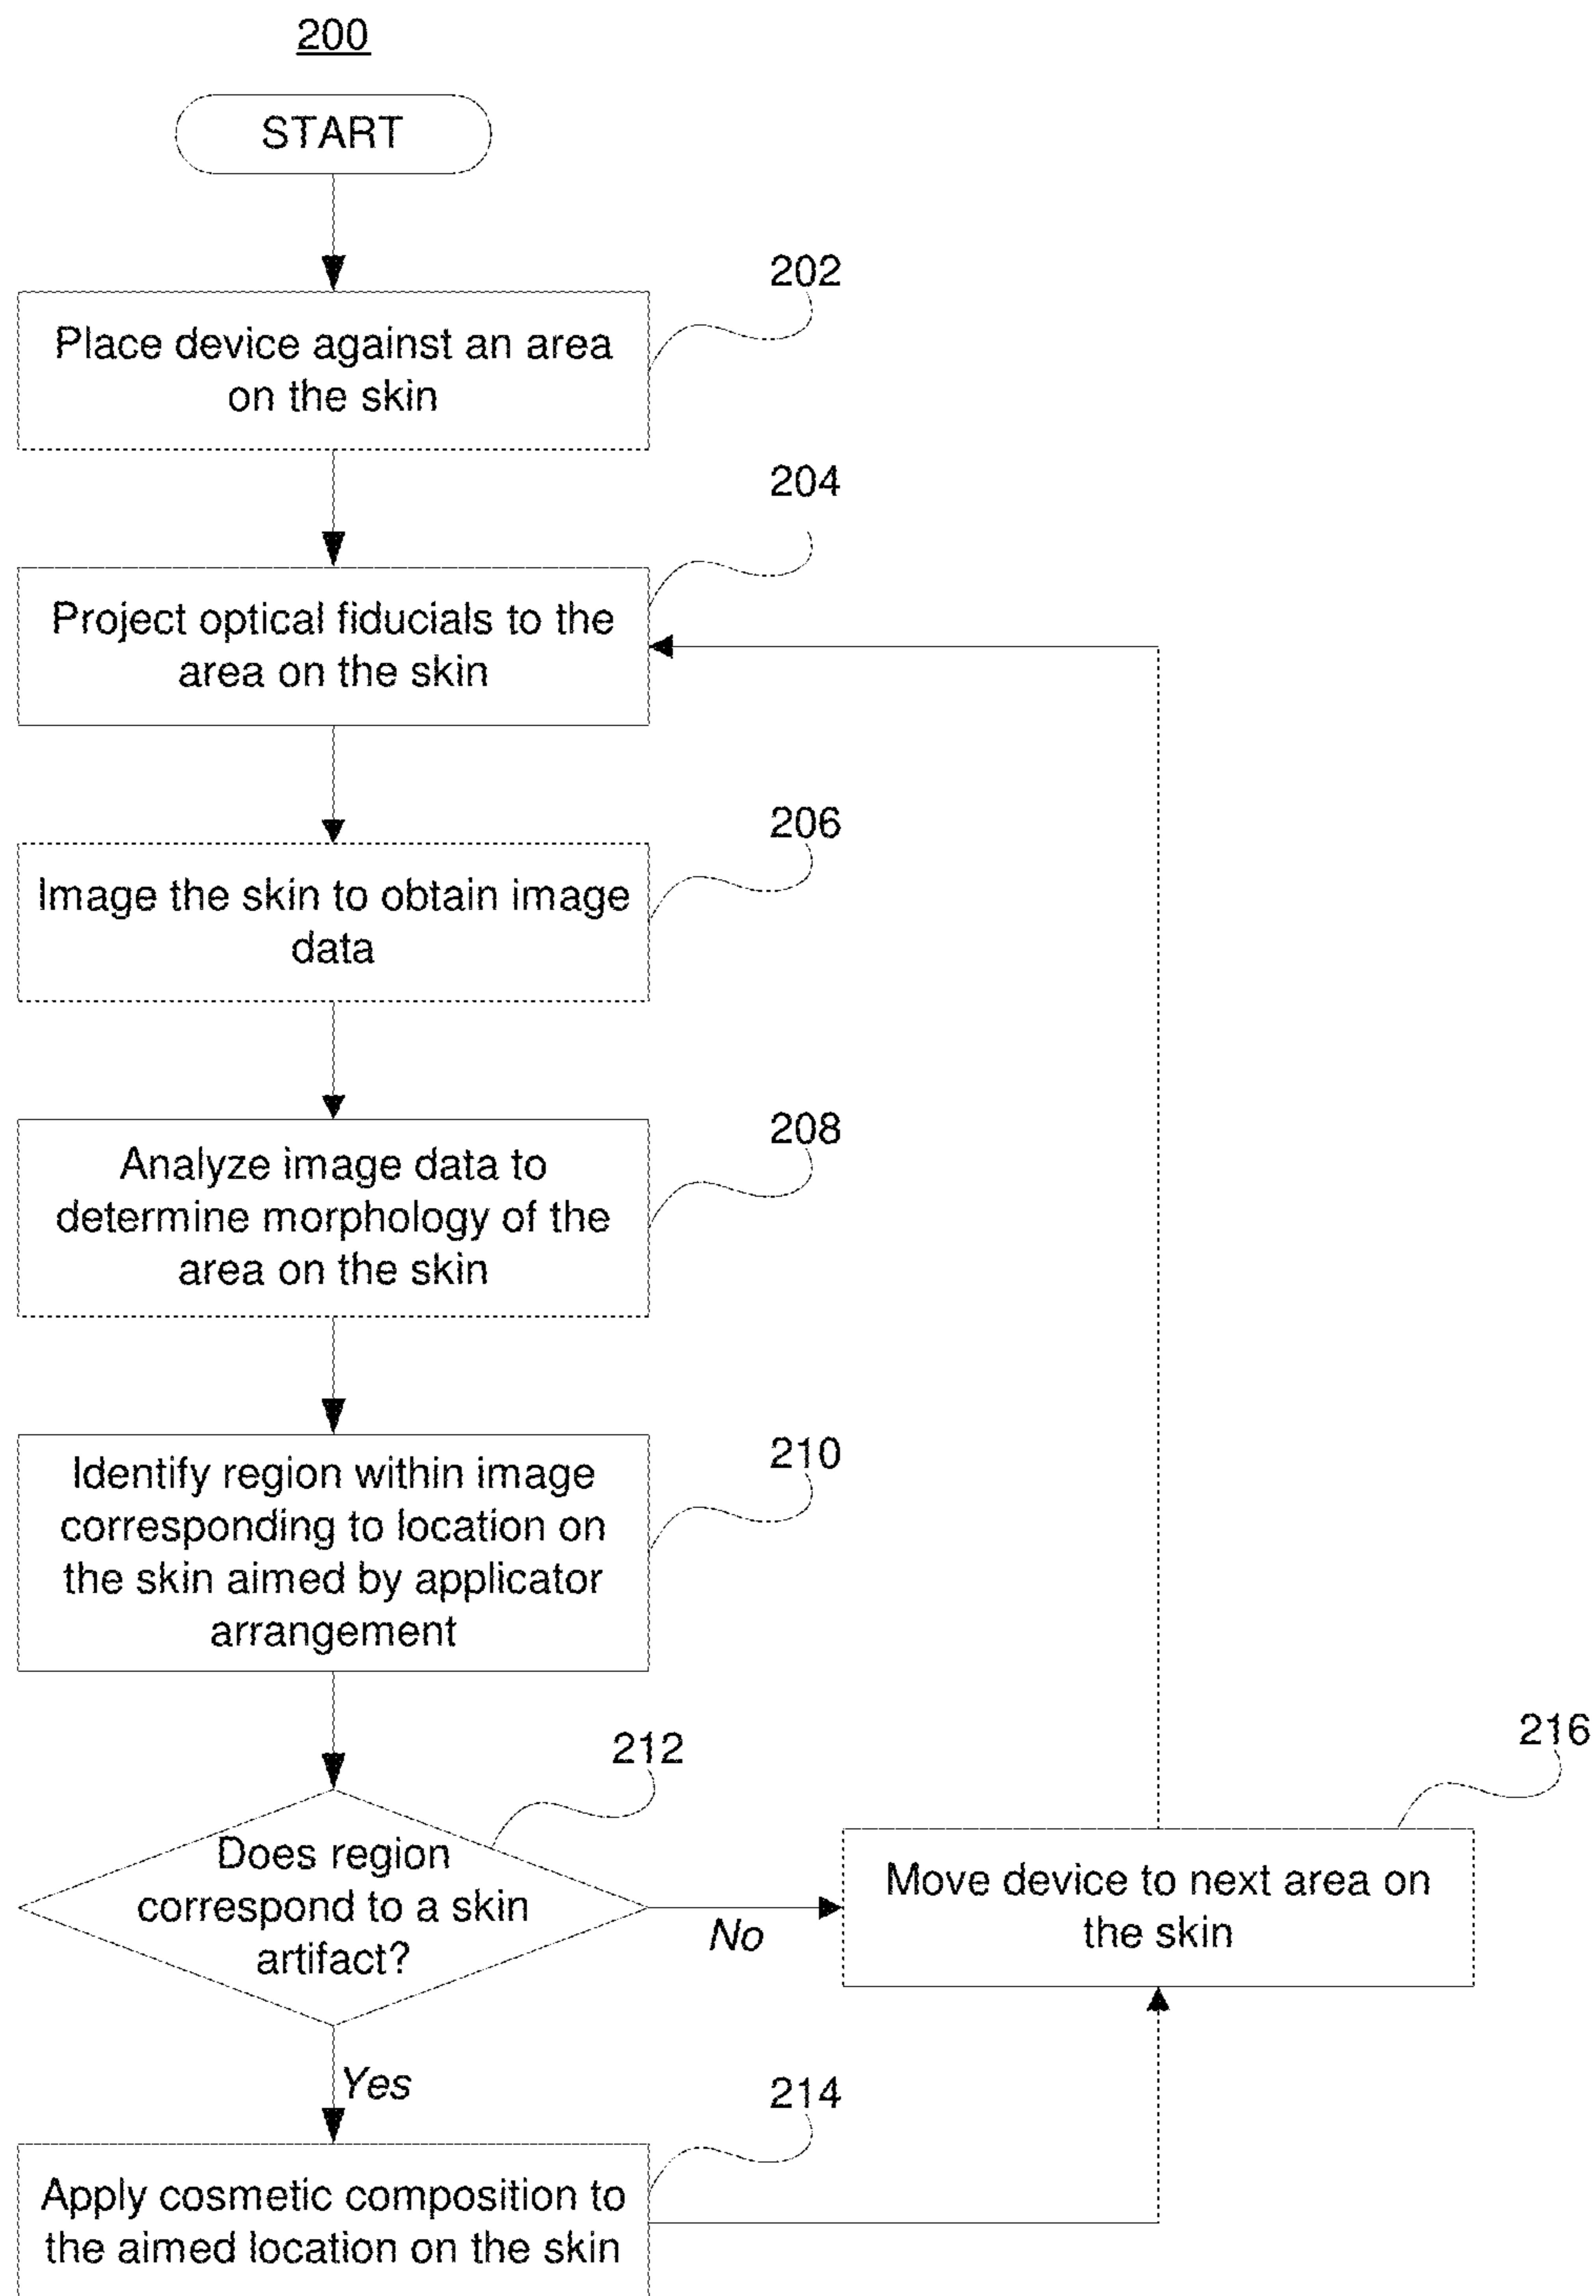 200
START
202
Place device against an area
on the skin
204
Project optical fiducials to the
area on the skin
206
Image the skin to obtain image
data
208
Analyze image data to
determine morphology of the
area on the skin
210
Identify region within image
corresponding to location on
the skin aimed by applicator
arrangement
212
Does region
correspond to a skin
artifact?
No
216
Move device to next area on
the skin
Yes
214
Apply cosmetic composition to
the aimed location on the skin